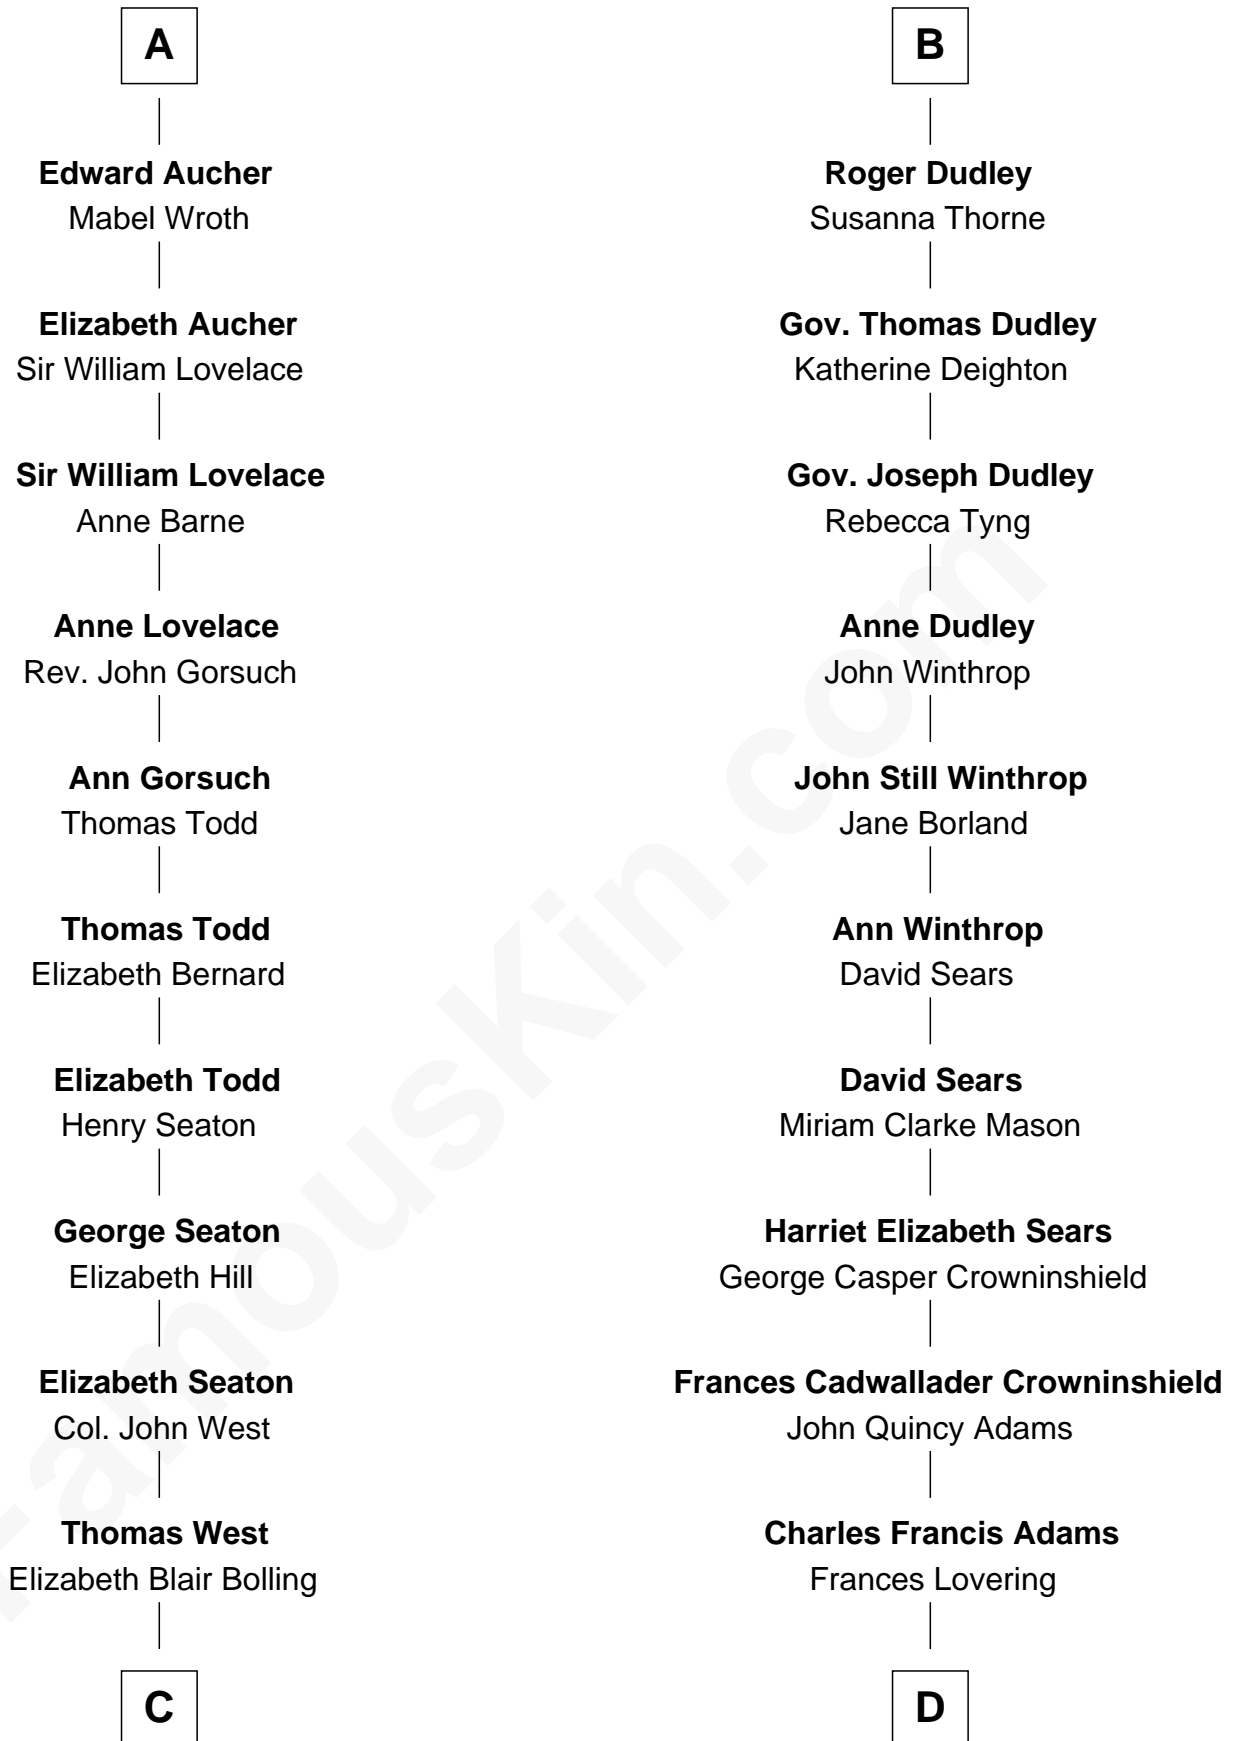 A
Edward Aucher
Mabel Wroth
Elizabeth Aucher
Sir William Lovelace
Sir William Lovelace
Anne Barne
Anne Lovelace
Rev. John Gorsuch
Ann Gorsuch
Thomas Todd
Thomas Todd
Elizabeth Bernard
Elizabeth Todd
Henry Seaton
George Seaton
Elizabeth Hill
Elizabeth Seaton
Col. John West
Thomas West
Elizabeth Blair Bolling
C
B
Roger Dudley
Susanna Thorne
Gov. Thomas Dudley
Katherine Deighton
Gov. Joseph Dudley
Rebecca Tyng
Anne Dudley
John Winthrop
John Still Winthrop
Jane Borland
Ann Winthrop
David Sears
David Sears
Miriam Clarke Mason
Harriet Elizabeth Sears
George Casper Crowninshield
Frances Cadwallader Crowninshield
John Quincy Adams
Charles Francis Adams
Frances Lovering
D
FamousKin.com